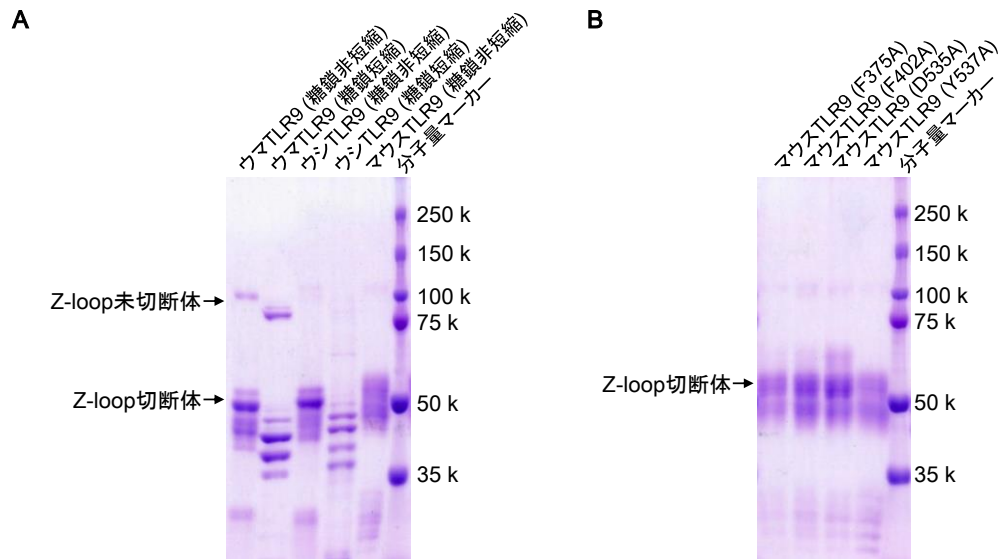 A
ウマTLR9 (糖鎖非短縮)
ウマTLR9 (糖鎖短縮)
ウシTLR9 (糖鎖非短縮)
ウシTLR9 (糖鎖短縮)
マウスTLR9 (糖鎖非短縮)
分子量マーカー
250 k
150 k
Z-loop未切断体
100 k
75 k
Z-loop切断体
50 k
35 k
B
マウスTLR9 (F375A)
マウスTLR9 (F402A)
マウスTLR9 (D535A)
マウスTLR9 (Y537A)
分子量マーカー
250 k
150 k
100 k
75 k
Z-loop切断体
50 k
35 k